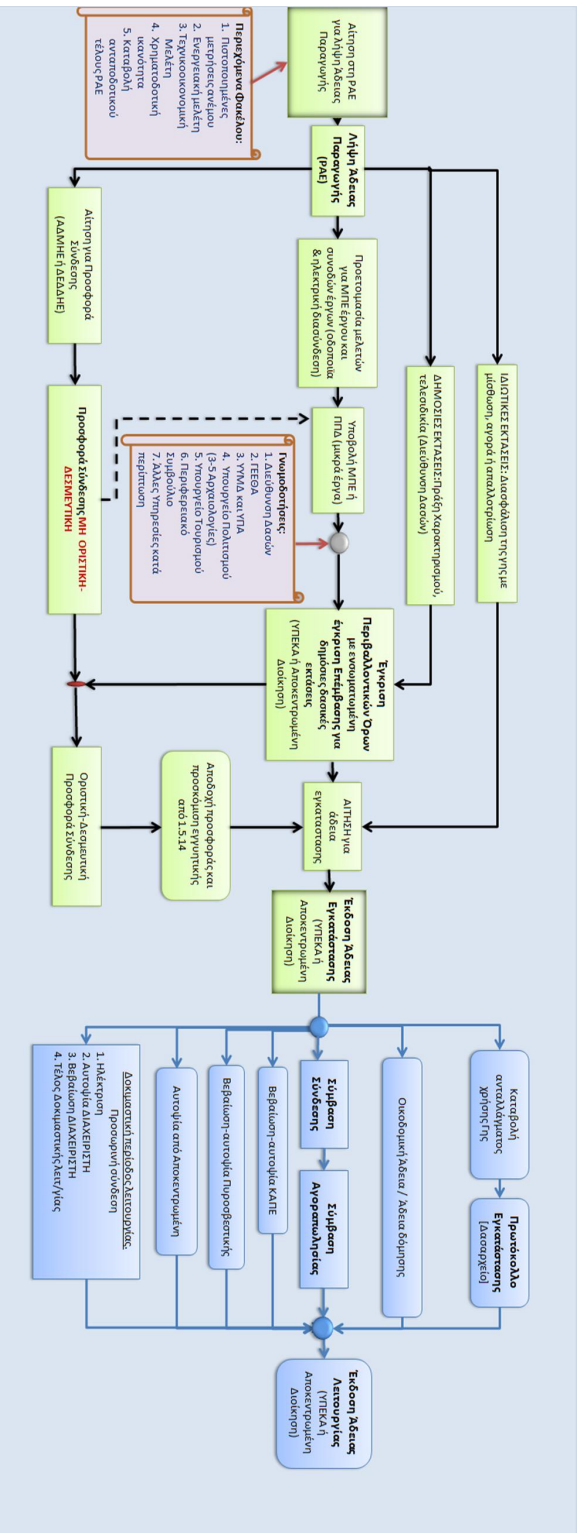 Αίτηση στη ΡΑΕ
για λήψη Άδειας
Παραγωγής
Περιεχόμενα Φακέλου:
1. Πιστοποιημένες
μετρήσεις ανέμου
2. Ενεργειακή μελέτη
3. Τεχνικοοικονομική
Μελέτη
4. Χρηματοδοτική
ικανότητα
5. Καταβολή
ανταποδοτικού
τέλους ΡΑΕ
Λήψη Άδειας
Παραγωγής
(ΡΑΕ)
ΙΔΙΩΤΙΚΕΣ ΕΚΤΑΣΕΙΣ: Διασφάλιση της γης με
μίσθωση, αγορά ή απαλλοτρίωση
ΔΗΜΟΣΙΕΣ ΕΚΤΑΣΕΙΣ:Πράξη Χαρακτηρισμού,
τελεσιδικία (Διεύθυνση Δασών)
Προετοιμασία μελετών
για ΜΠΕ έργου και
συνοδών έργων (οδοποιία
& ηλεκτρική διασύνδεση)
Υποβολή ΜΠΕ ή
ΠΠΔ (μικρά έργα)
Γνωμοδοτήσεις:
1. Διεύθυνση Δασών
2. ΓΕΕΘΑ
3. ΥΥΜΔ και ΥΠΑ
4. Υπουργείο Πολιτισμού
(3-5 Αρχαιολογίες)
5. Υπουργείο Τουρισμού
6. Περιφερειακό
Συμβούλιο
7. Άλλες Υπηρεσίες κατά
περίπτωση
Αίτηση για Προσφορά
Σύνδεσης
(ΑΔΜΗΕ ή ΔΕΔΔΗΕ)
Προσφορά Σύνδεσης ΜΗ ΟΡΙΣΤΙΚΗ-
ΔΕΣΜΕΥΤΙΚΗ
Έγκριση
Περιβαλλοντικών Όρων
με ενσωματωμένη
έγκριση Επέμβασης για
δημόσιες δασικές
εκτάσεις
(ΥΠΕΚΑ ή Αποκεντρωμένη
Διοίκηση)
Οριστική-Δεσμευτική
Προσφορά Σύνδεσης
Αποδοχή προσφοράς και
προσκόμιση εγγυητικής
από 1.5.14
ΑΙΤΗΣΗ για
άδεια
εγκατάστασης
Έκδοση Άδειας
Εγκατάστασης
(ΥΠΕΚΑ ή
Αποκεντρωμένη
Διοίκηση)
Καταβολή
ανταλλάγματος
χρήσης Γης
Πρωτόκολλο
Εγκατάστασης
[Δασαρχείο]
Οικοδομική Άδεια / Άδεια δόμησης
Σύμβαση
Σύνδεσης
Σύμβαση
Αγοραπωλησίας
Βεβαίωση-αυτοψία ΚΑΠΕ
Βεβαίωση-αυτοψία Πυροσβεστικής
Αυτοψία από Αποκεντρωμένη
Δοκιμαστική περίοδος λειτουργίας
Προσωρινή σύνδεση
1. Ηλέκτριση
2. Αυτοψία ΔΙΑΧΕΙΡΙΣΤΗ
3. Βεβαίωση ΔΙΑΧΕΙΡΙΣΤΗ
4. Τέλος Δοκιμαστικής λειτ/γίας
Έκδοση Άδειας
Λειτουργίας
(ΥΠΕΚΑ ή
Αποκεντρωμένη
Διοίκηση)